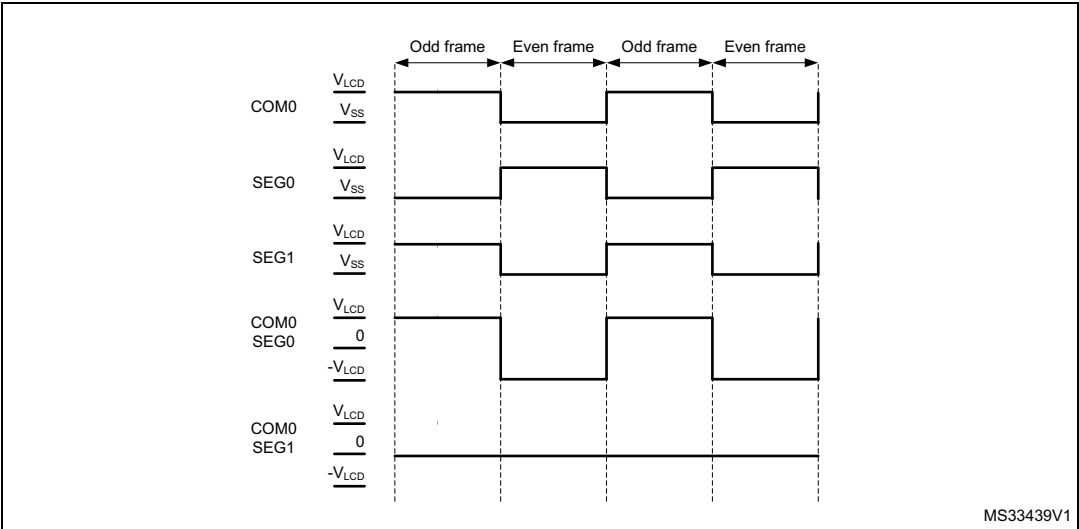 Odd frame Even frame Odd frame Even frame
VLCD
COM0
VSS
VLCD
SEG0
VSS
VLCD
SEG1
VSS
VLCD
COM0
SEG0
0
-VLCD
VLCD
COM0
SEG1
0
-VLCD
MS33439V1